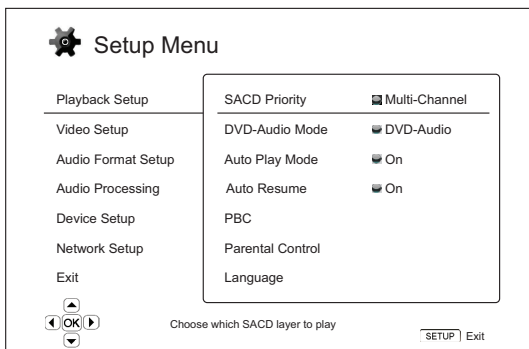 Setup Menu
Playback Setup
SACD Priority Multi-Channel
Video Setup
DVD-Audio Mode DVD-Audio
Audio Format Setup
Auto Play Mode On
Audio Processing
Auto Resume On
Device Setup
PBC
Network Setup
Parental Control
Exit
Language
OK
Choose which SACD layer to play
SETUP Exit